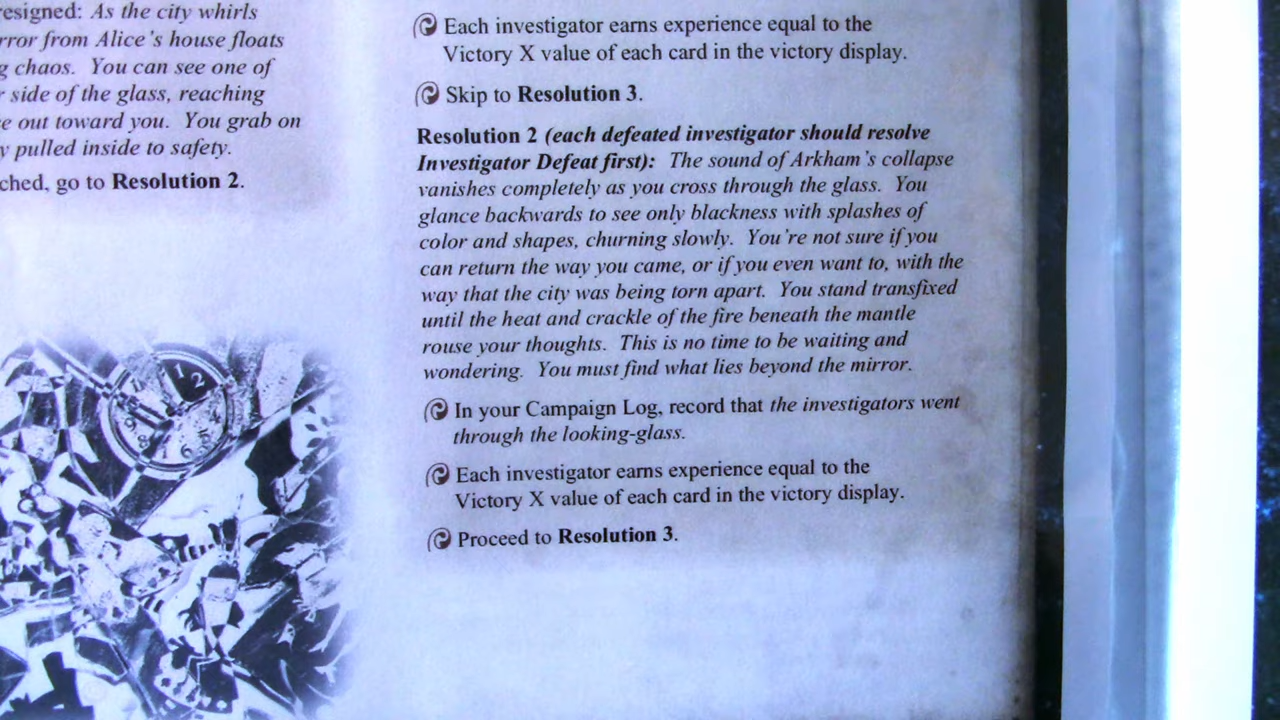 resigned: As the city whirls
rror from Alice's house floats
g chaos. You can see one of
r side of the glass, reaching
e out toward you. You grab on
y pulled inside to safety.
ched, go to Resolution 2.
Each investigator earns experience equal to the
Victory X value of each card in the victory display.
Skip to Resolution 3.
Resolution 2 (each defeated investigator should resolve
Investigator Defeat first): The sound of Arkham's collapse
vanishes completely as you cross through the glass. You
glance backwards to see only blackness with splashes of
color and shapes, churning slowly. You're not sure if you
can return the way you came, or if you even want to, with the
way that the city was being torn apart. You stand transfixed
until the heat and crackle of the fire beneath the mantle
rouse your thoughts. This is no time to be waiting and
wondering. You must find what lies beyond the mirror.
In your Campaign Log, record that the investigators went
through the looking-glass.
Each investigator earns experience equal to the
Victory X value of each card in the victory display.
Proceed to Resolution 3.